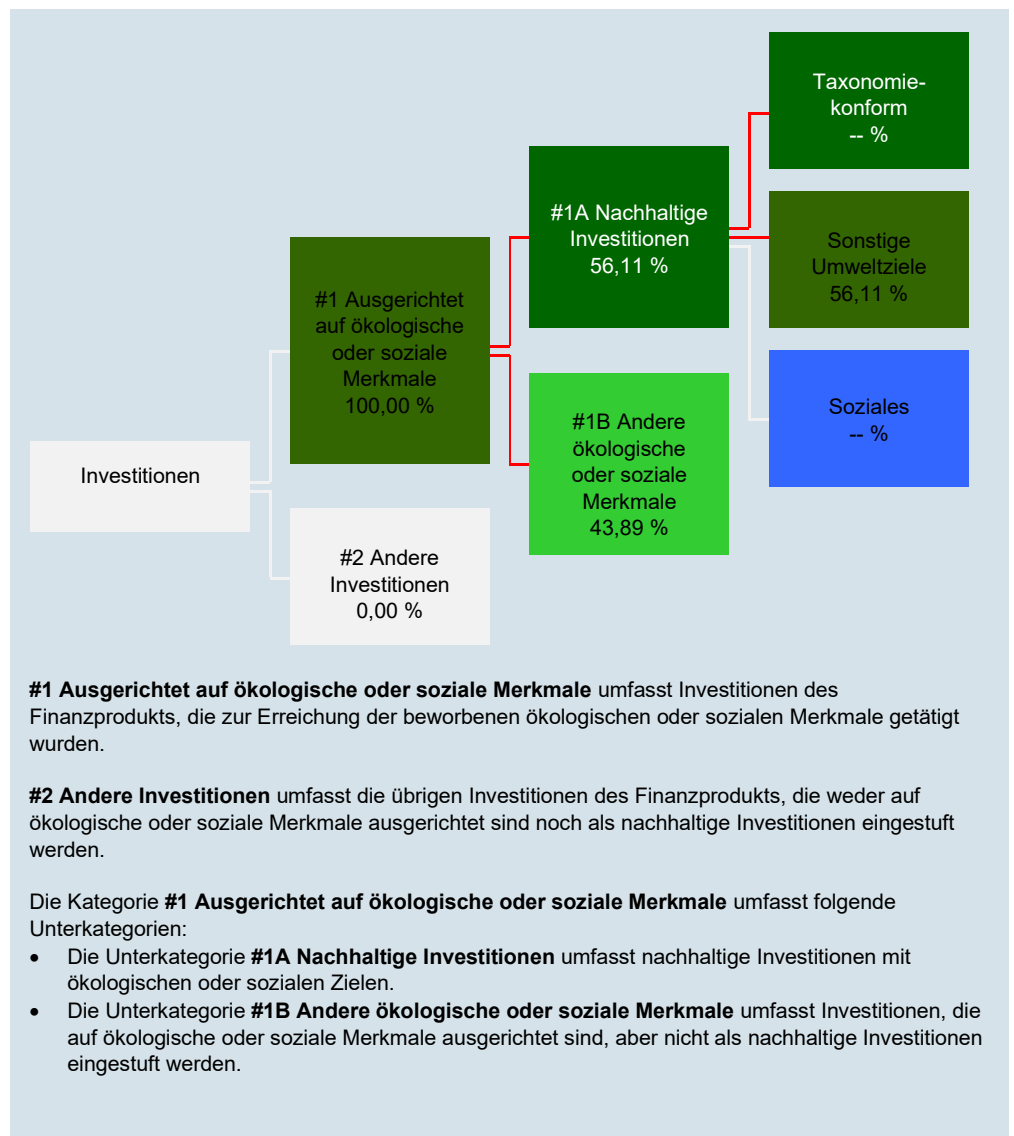 Taxonomie-
konform
-- %
#1A Nachhaltige
Investitionen
56,11 %
Sonstige
Umweltziele
56,11 %
#1 Ausgerichtet
auf ökologische
oder soziale
Merkmale
100,00 %
Soziales
-- %
#1B Andere
ökologische
oder soziale
Merkmale
43,89 %
Investitionen
#2 Andere
Investitionen
0,00 %
#1 Ausgerichtet auf ökologische oder soziale Merkmale umfasst Investitionen des
Finanzprodukts, die zur Erreichung der beworbenen ökologischen oder sozialen Merkmale getätigt
wurden.
#2 Andere Investitionen umfasst die übrigen Investitionen des Finanzprodukts, die weder auf
ökologische oder soziale Merkmale ausgerichtet sind noch als nachhaltige Investitionen eingestuft
werden.
Die Kategorie #1 Ausgerichtet auf ökologische oder soziale Merkmale umfasst folgende
Unterkategorien:
• Die Unterkategorie #1A Nachhaltige Investitionen umfasst nachhaltige Investitionen mit
ökologischen oder sozialen Zielen.
• Die Unterkategorie #1B Andere ökologische oder soziale Merkmale umfasst Investitionen, die
auf ökologische oder soziale Merkmale ausgerichtet sind, aber nicht als nachhaltige Investitionen
eingestuft werden.